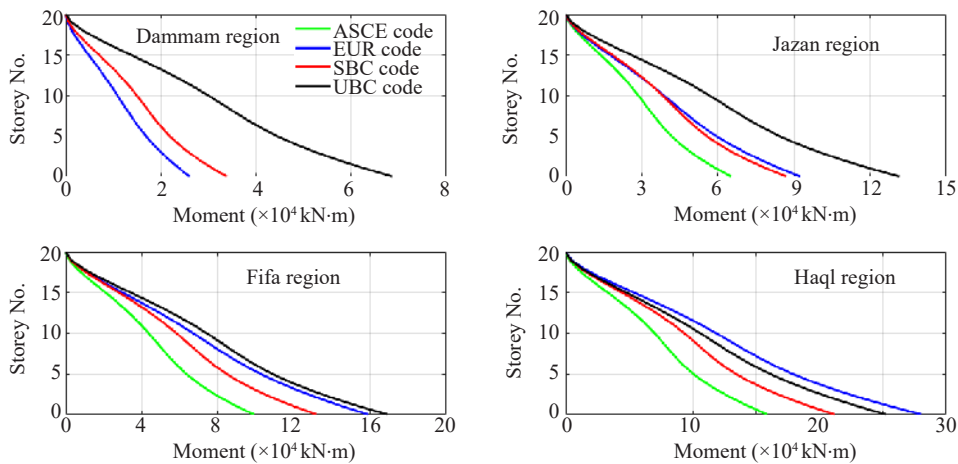 20
15
10
5
0
Storey No.
Dammam region
ASCE code
EUR code
SBC code
UBC code
0 2 4 6 8
Moment (×10⁴ kN·m)
20
15
10
5
0
Storey No.
Jazan region
0 3 6 9 12 15
Moment (×10⁴ kN·m)
20
15
10
5
0
Storey No.
Fifa region
0 4 8 12 16 20
Moment (×10⁴ kN·m)
20
15
10
5
0
Storey No.
Haql region
0 10 20 30
Moment (×10⁴ kN·m)